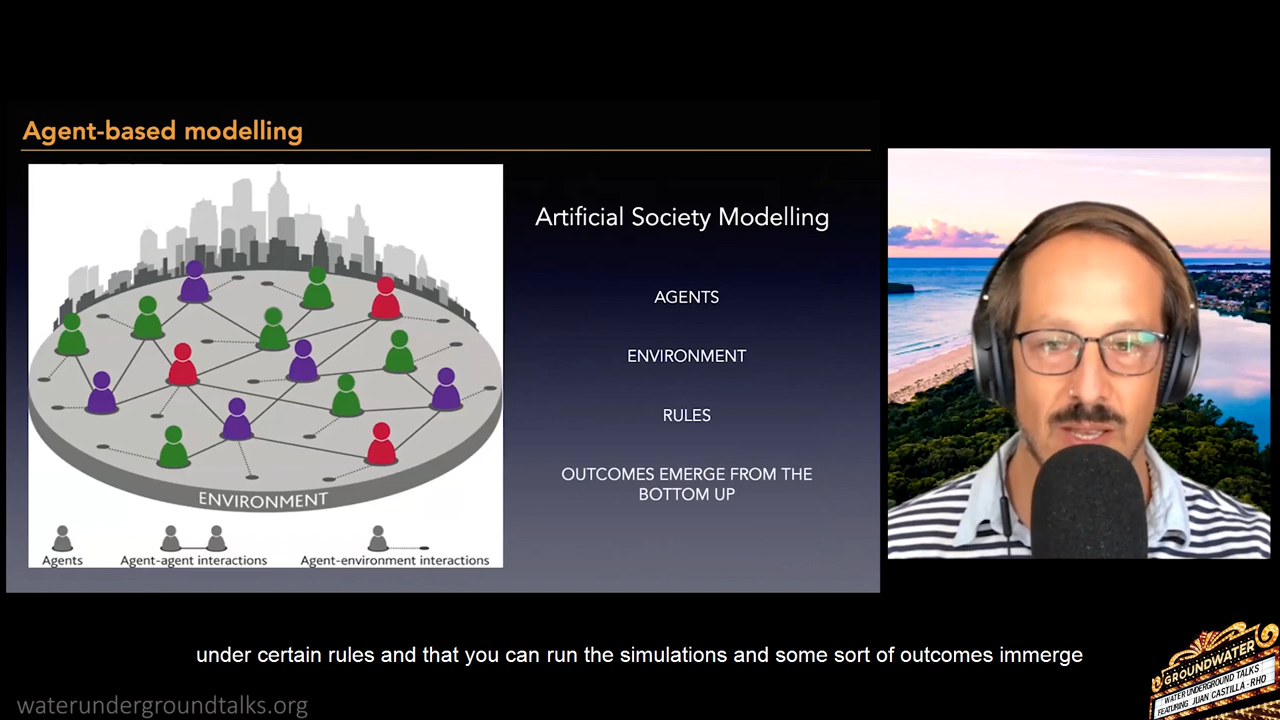 Agent-based modelling
Artificial Society Modelling
AGENTS
ENVIRONMENT
RULES
OUTCOMES EMERGE FROM THE
BOTTOM UP
ENVIRONMENT
Agents
Agent-agent interactions
Agent-environment interactions
under certain rules and that you can run the simulations and some sort of outcomes immerge
waterundergroundtalks.org
GROUNDWATER
WATER UNDERGROUND TALKS
FEATURING JUAN CASTILLA-RHO